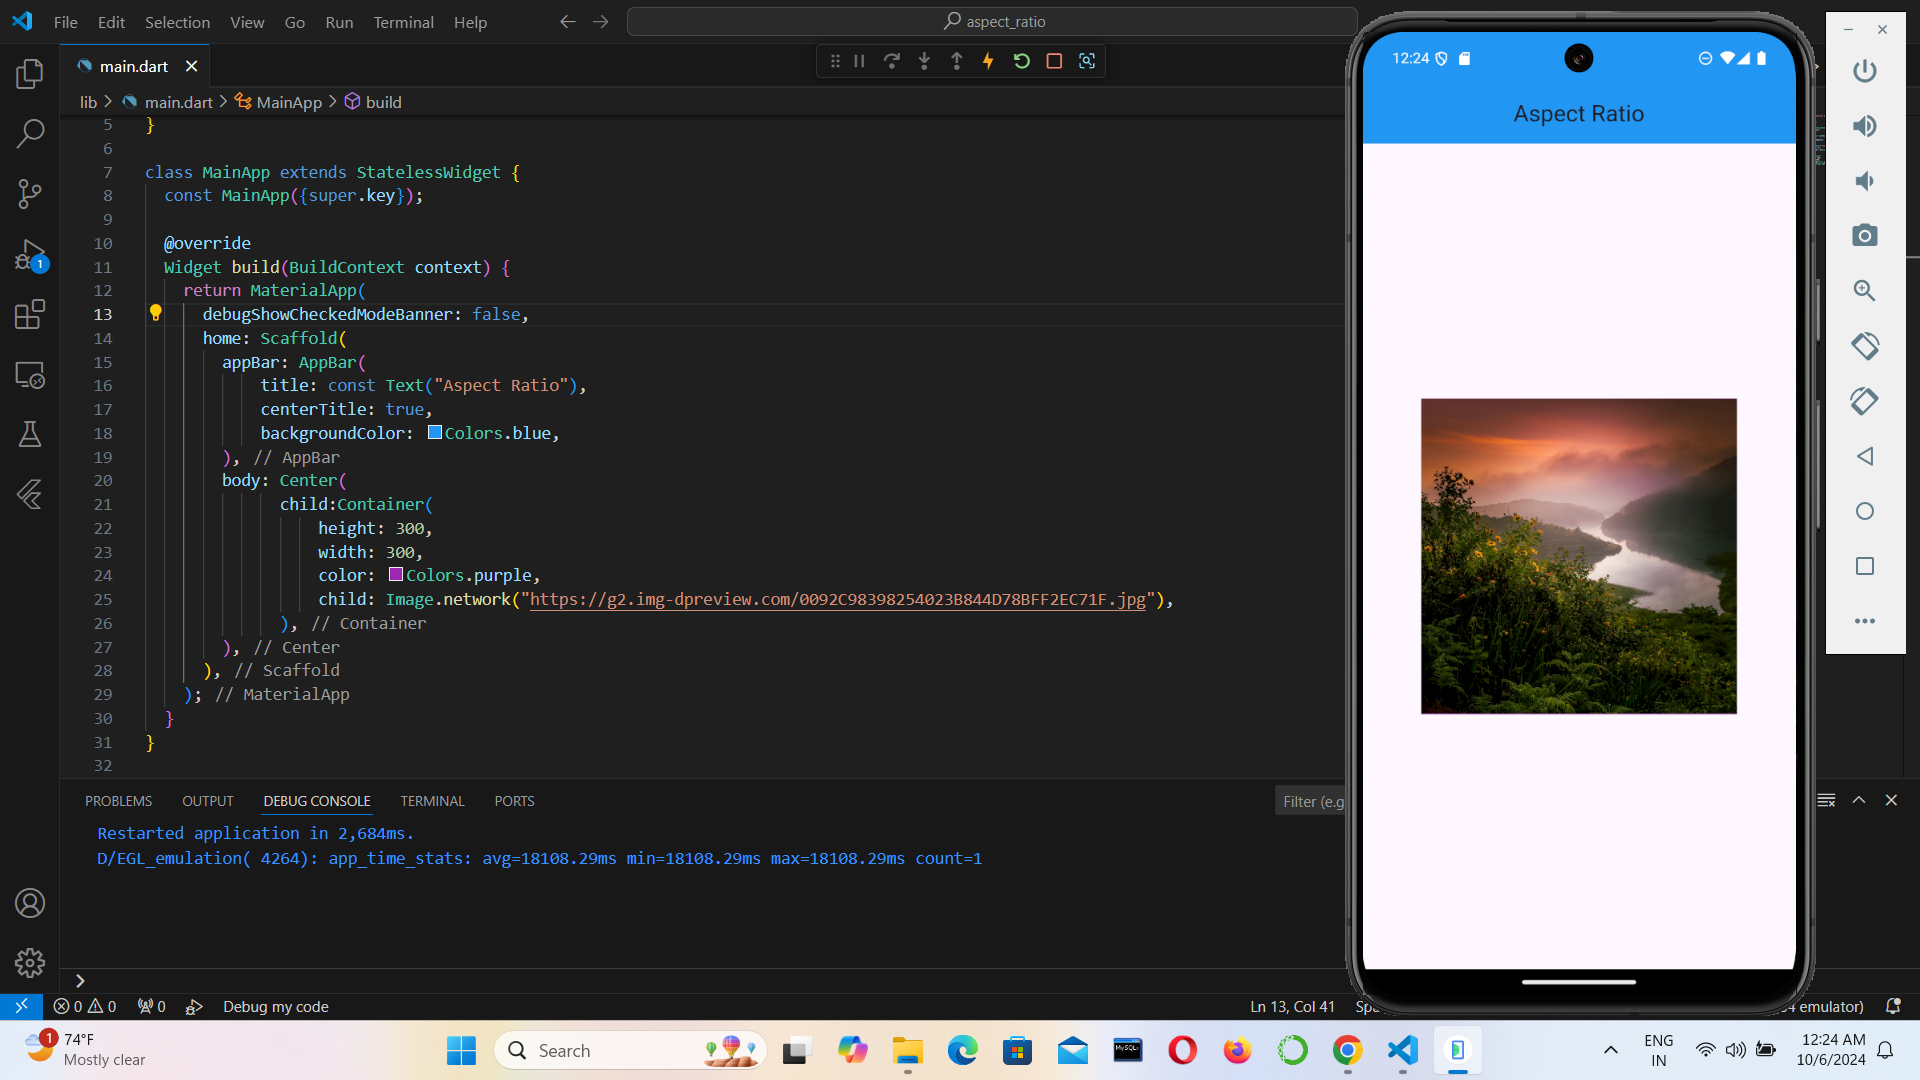 File Edit Selection View Go Run Terminal Help
aspect_ratio
main.dart
lib > main.dart > MainApp > build
5 }
6
7 class MainApp extends StatelessWidget {
8 const MainApp({super.key});
9
10 @override
11 Widget build(BuildContext context) {
12 return MaterialApp(
13 debugShowCheckedModeBanner: false,
14 home: Scaffold(
15 appBar: AppBar(
16 title: const Text("Aspect Ratio"),
17 centerTitle: true,
18 backgroundColor: Colors.blue,
19 ), // AppBar
20 body: Center(
21 child:Container(
22 height: 300,
23 width: 300,
24 color: Colors.purple,
25 child: Image.network("https://g2.img-dpreview.com/0092C98398254023B844D78BFF2EC71F.jpg"),
26 ), // Container
27 ), // Center
28 ), // Scaffold
29 ); // MaterialApp
30 }
31 }
32
PROBLEMS OUTPUT DEBUG CONSOLE TERMINAL PORTS
Filter (e.g
Restarted application in 2,684ms.
D/EGL_emulation( 4264): app_time_stats: avg=18108.29ms min=18108.29ms max=18108.29ms count=1
1
0 0 0 Debug my code
Ln 13, Col 41
emulator)
12:24
Aspect Ratio
1
74°F
Mostly clear
Search
MySQL
ENG
IN
12:24 AM
10/6/2024